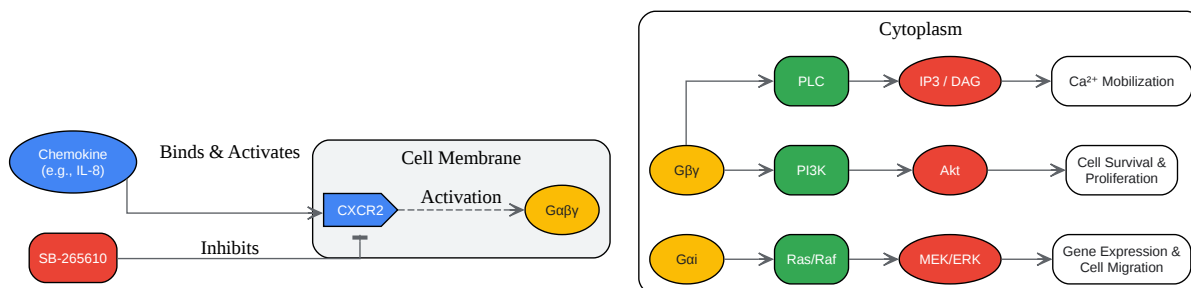 Cytoplasm
PLC
IP3 / DAG
Ca²⁺ Mobilization
Chemokine
(e.g., IL-8)
Binds & Activates
Cell Membrane
Gβγ
PI3K
Akt
Cell Survival &
Proliferation
CXCR2
Activation
Gαβγ
SB-265610
Inhibits
Gαi
Ras/Raf
MEK/ERK
Gene Expression &
Cell Migration